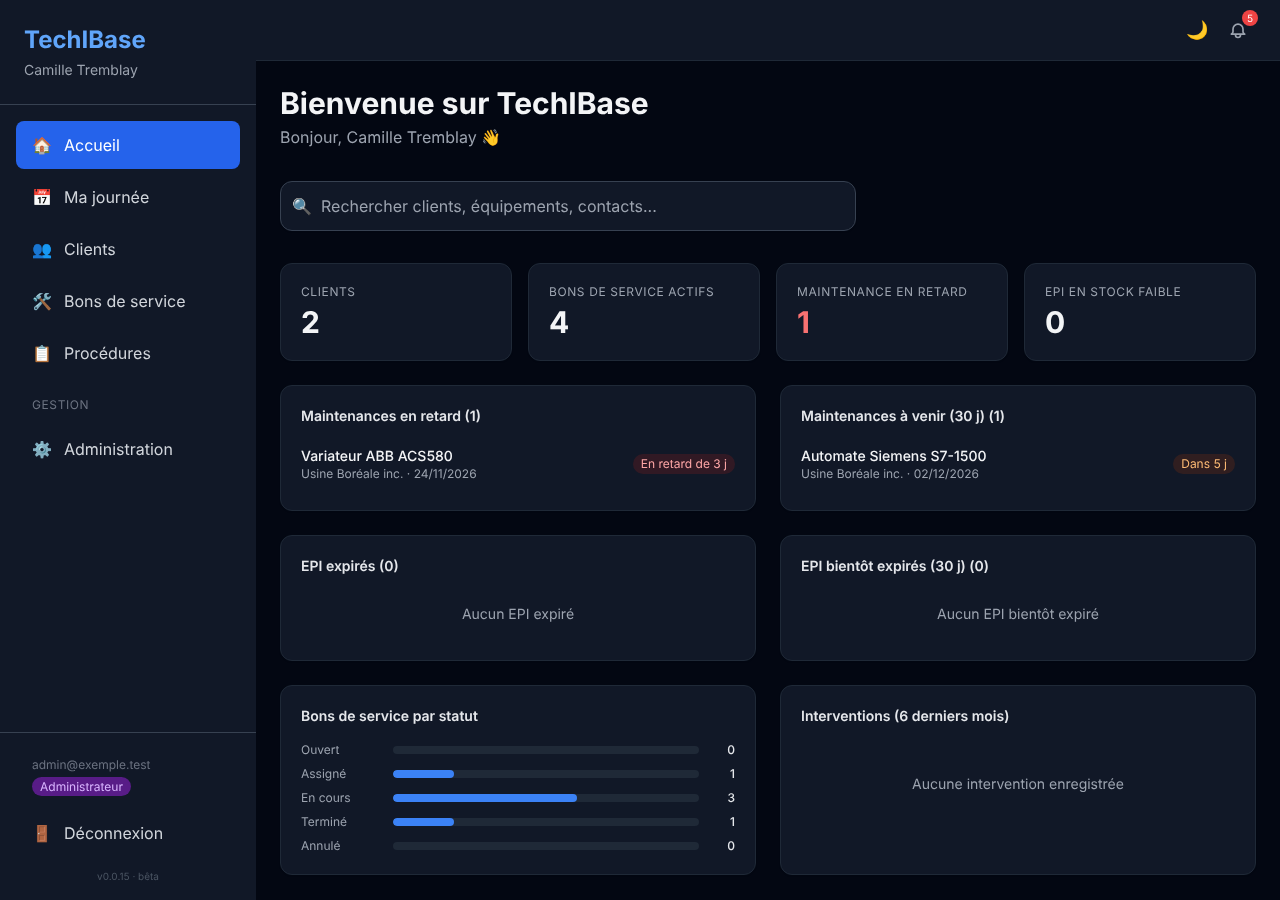 TechIBase
Camille Tremblay
🏠 Accueil
📅 Ma journée
👥 Clients
🛠️ Bons de service
📋 Procédures
GESTION
⚙️ Administration
admin@exemple.test
Administrateur
🚪 Déconnexion
v0.0.15 · bêta
🌙
5
Bienvenue sur TechIBase
Bonjour, Camille Tremblay 👋
🔍 Rechercher clients, équipements, contacts...
CLIENTS
2
BONS DE SERVICE ACTIFS
4
MAINTENANCE EN RETARD
1
EPI EN STOCK FAIBLE
0
Maintenances en retard (1)
Variateur ABB ACS580
Usine Boréale inc. · 24/11/2026
En retard de 3 j
Maintenances à venir (30 j) (1)
Automate Siemens S7-1500
Usine Boréale inc. · 02/12/2026
Dans 5 j
EPI expirés (0)
Aucun EPI expiré
EPI bientôt expirés (30 j) (0)
Aucun EPI bientôt expiré
Bons de service par statut
Ouvert 0
Assigné 1
En cours 3
Terminé 1
Annulé 0
Interventions (6 derniers mois)
Aucune intervention enregistrée